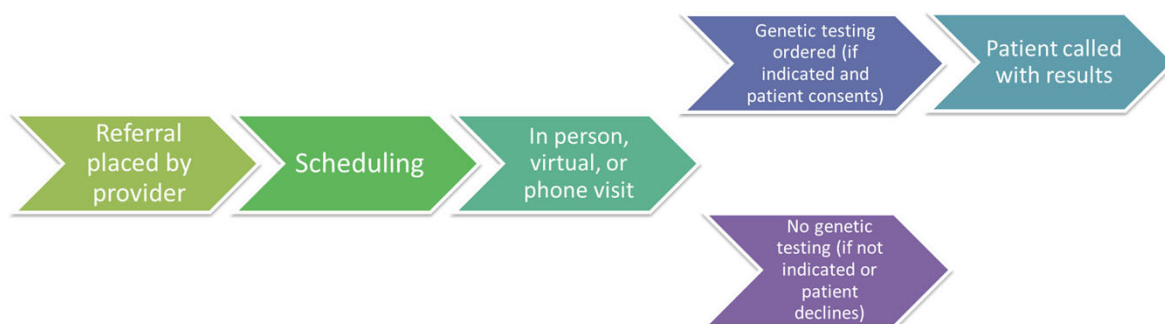 Referral
placed by
provider
Scheduling
In person,
virtual, or
phone visit
Genetic testing
ordered (if
indicated and
patient consents)
Patient called
with results
No genetic
testing (if not
indicated or
patient
declines)